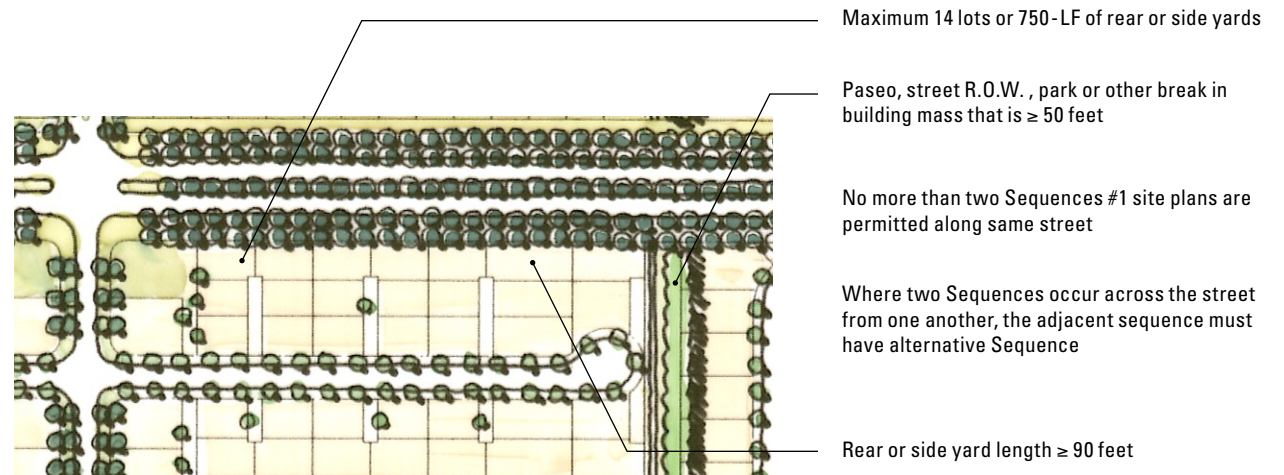 Maximum 14 lots or 750-LF of rear or side yards
Paseo, street R.O.W. , park or other break in
building mass that is ≥ 50 feet
No more than two Sequences #1 site plans are
permitted along same street
Where two Sequences occur across the street
from one another, the adjacent sequence must
have alternative Sequence
Rear or side yard length ≥ 90 feet